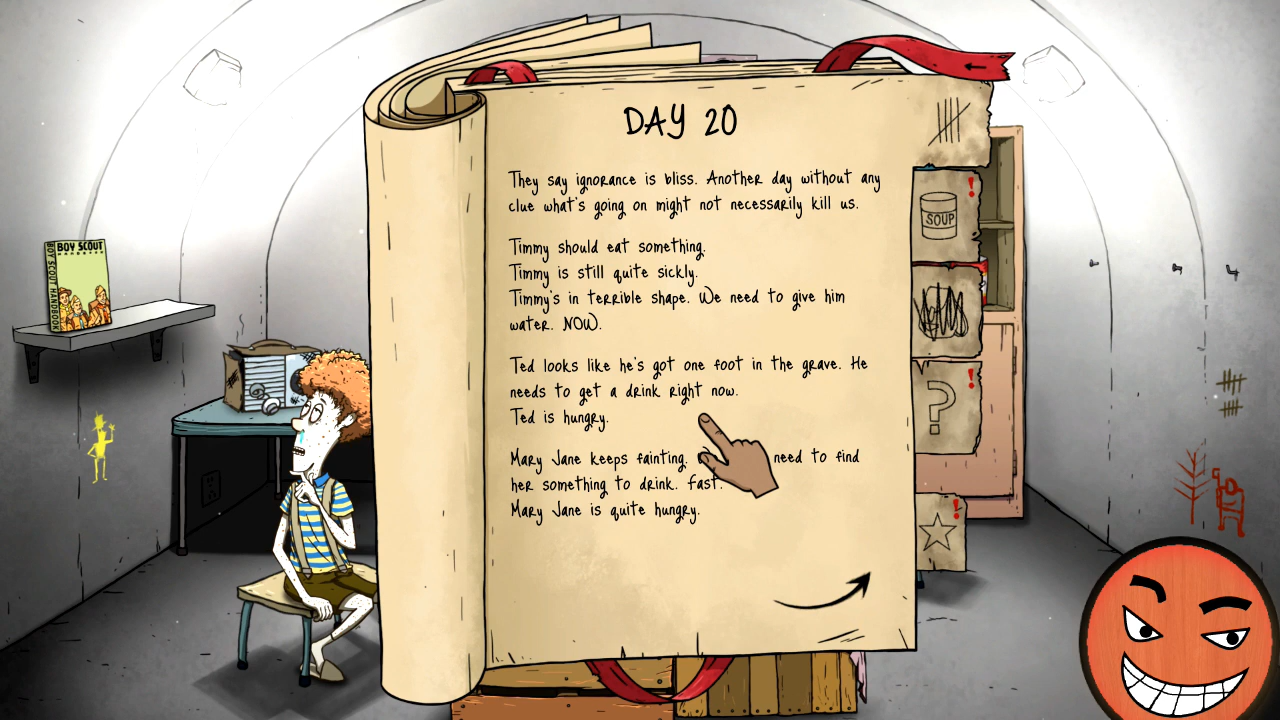 DAY 20
They say ignorance is bliss. Another day without any
clue what's going on might not necessarily kill us.
Timmy should eat something.
Timmy is still quite sickly.
Timmy's in terrible shape. We need to give him
water. NOW.
Ted looks like he's got one foot in the grave. He
needs to get a drink right now.
Ted is hungry.
Mary Jane keeps fainting. need to find
her something to drink. Fast.
Mary Jane is quite hungry.
!
SOUP
!
?
!
BOY SCOUT
HANDBOOK
BOY SCOUT HANDBOOK